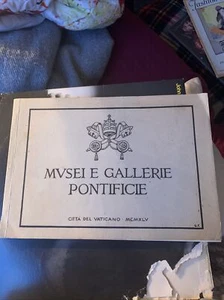 MVSEI E GALLERIE
PONTIFICIE
CITTÀ DEL VATICANO - MCMXLV